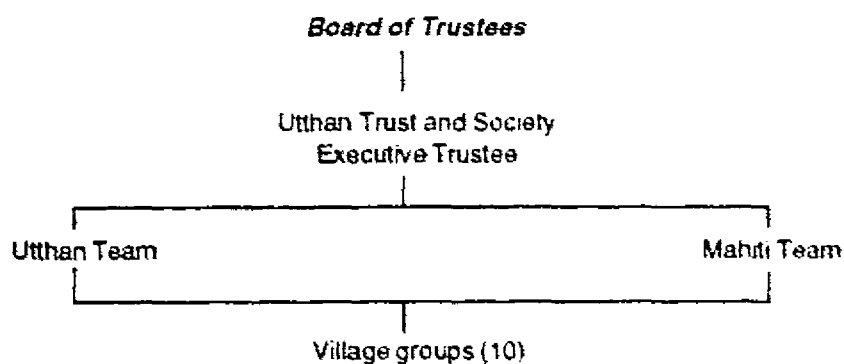 Board of Trustees
Utthan Trust and Society
Executive Trustee
Utthan Team
Mahiti Team
Village groups (10)